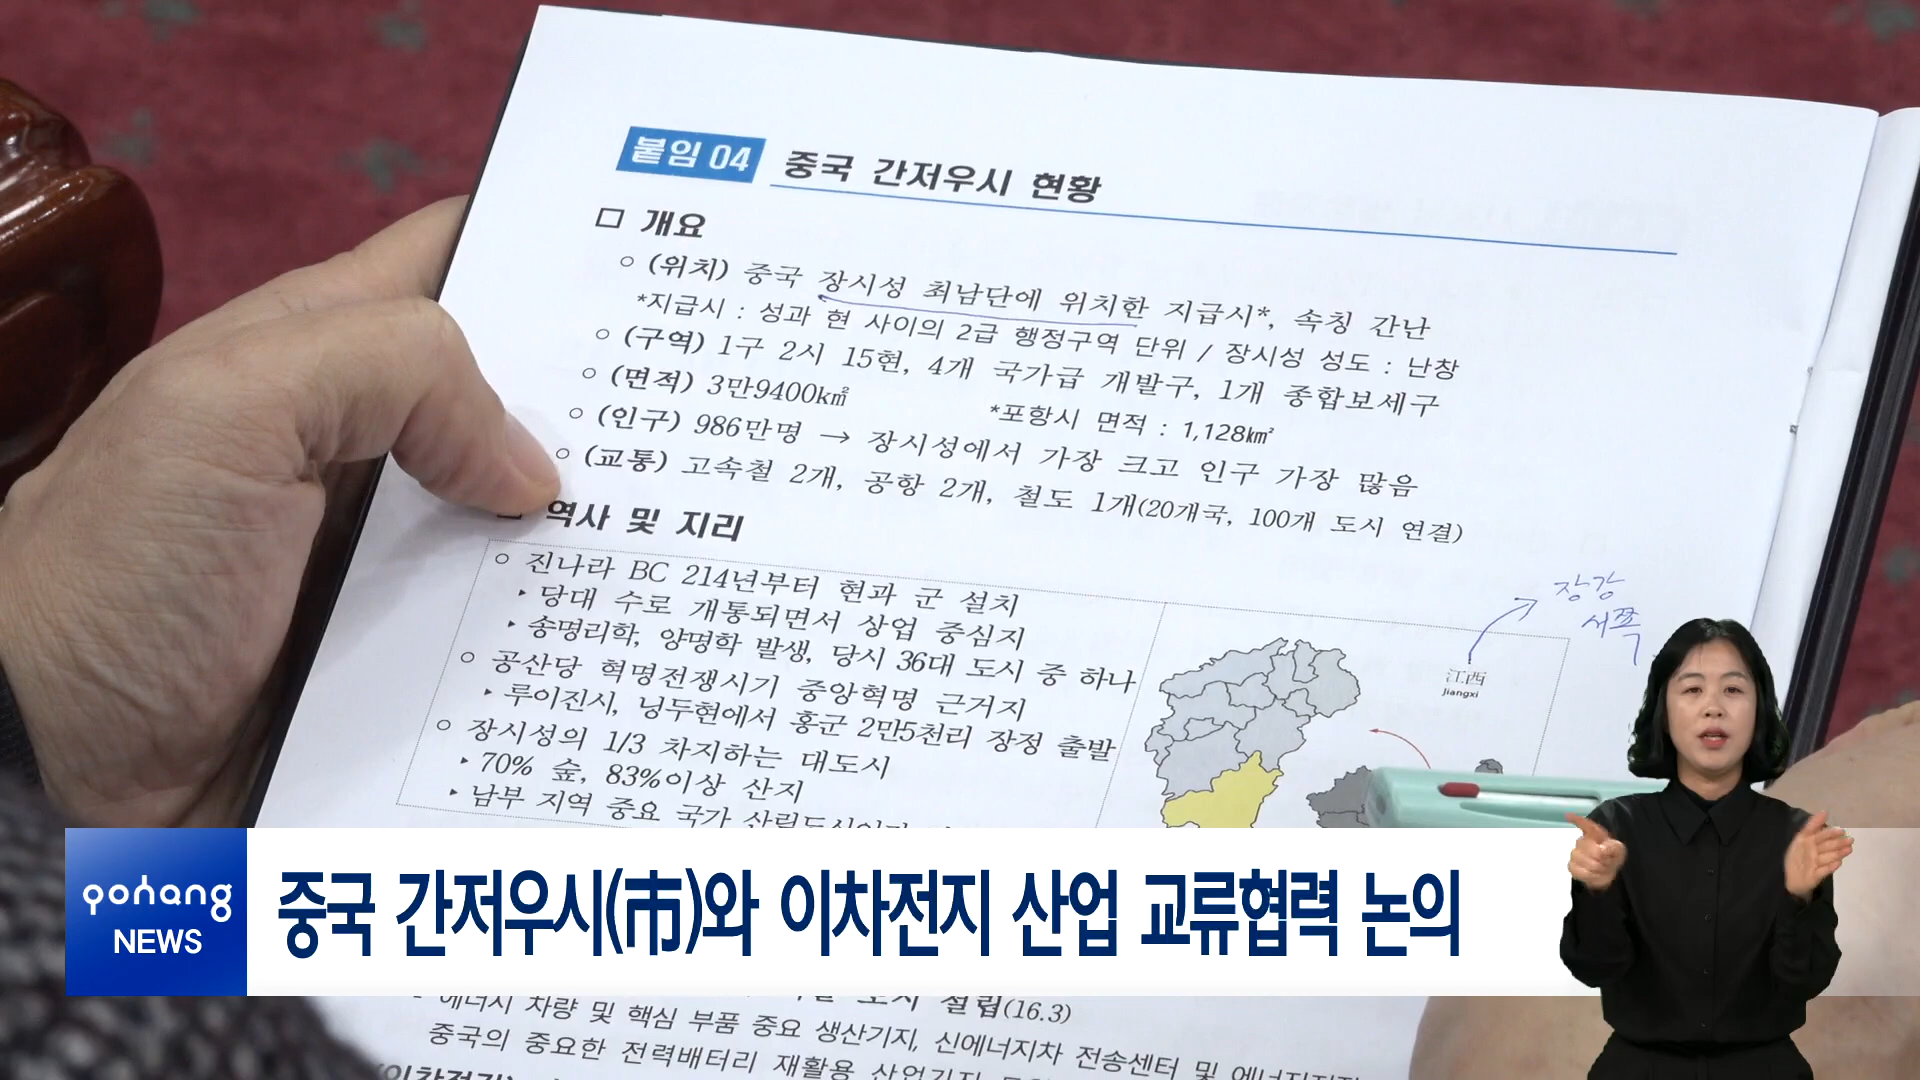 붙임 04 중국 간저우시 현황
□ 개요
○ (위치) 중국 장시성 최남단에 위치한 지급시*, 속칭 간난
*지급시 : 성과 현 사이의 2급 행정구역 단위 / 장시성 성도 : 난창
○ (구역) 1구 2시 15현, 4개 국가급 개발구, 1개 종합보세구
○ (면적) 3만9400㎢ *포항시 면적 : 1,128㎢
○ (인구) 986만명 → 장시성에서 가장 크고 인구 가장 많음
○ (교통) 고속철 2개, 공항 2개, 철도 1개(20개국, 100개 도시 연결)
역사 및 지리
○ 진나라 BC 214년부터 현과 군 설치
▸당대 수로 개통되면서 상업 중심지
▸송명리학, 양명학 발생, 당시 36대 도시 중 하나
○ 공산당 혁명전쟁시기 중앙혁명 근거지
▸루이진시, 닝두현에서 홍군 2만5천리 장정 출발
○ 장시성의 1/3 차지하는 대도시
▸70% 숲, 83%이상 산지
▸남부 지역 중요 국가
장강
서쪽
江西
Jiangxi
pohang
NEWS
중국 간저우시(市)와 이차전지 산업 교류협력 논의
설립(16.3)
에너지 차량 및 핵심 부품 중요 생산기지, 신에너지차 전송센터 및
중국의 중요한 전력배터리 재활용